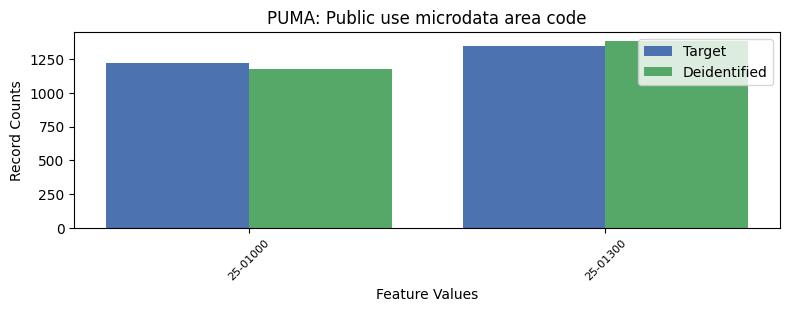 PUMA: Public use microdata area code
Target
Deidentified
Record Counts
1250
1000
750
500
250
0
25-01000
25-01300
Feature Values